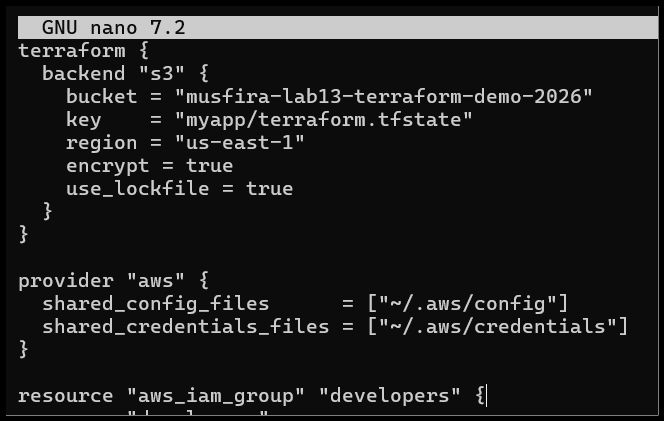 GNU nano 7.2
terraform {
  backend "s3" {
    bucket = "musfira-lab13-terraform-demo-2026"
    key    = "myapp/terraform.tfstate"
    region = "us-east-1"
    encrypt = true
    use_lockfile = true
  }
}

provider "aws" {
  shared_config_files      = ["~/.aws/config"]
  shared_credentials_files = ["~/.aws/credentials"]
}

resource "aws_iam_group" "developers" {